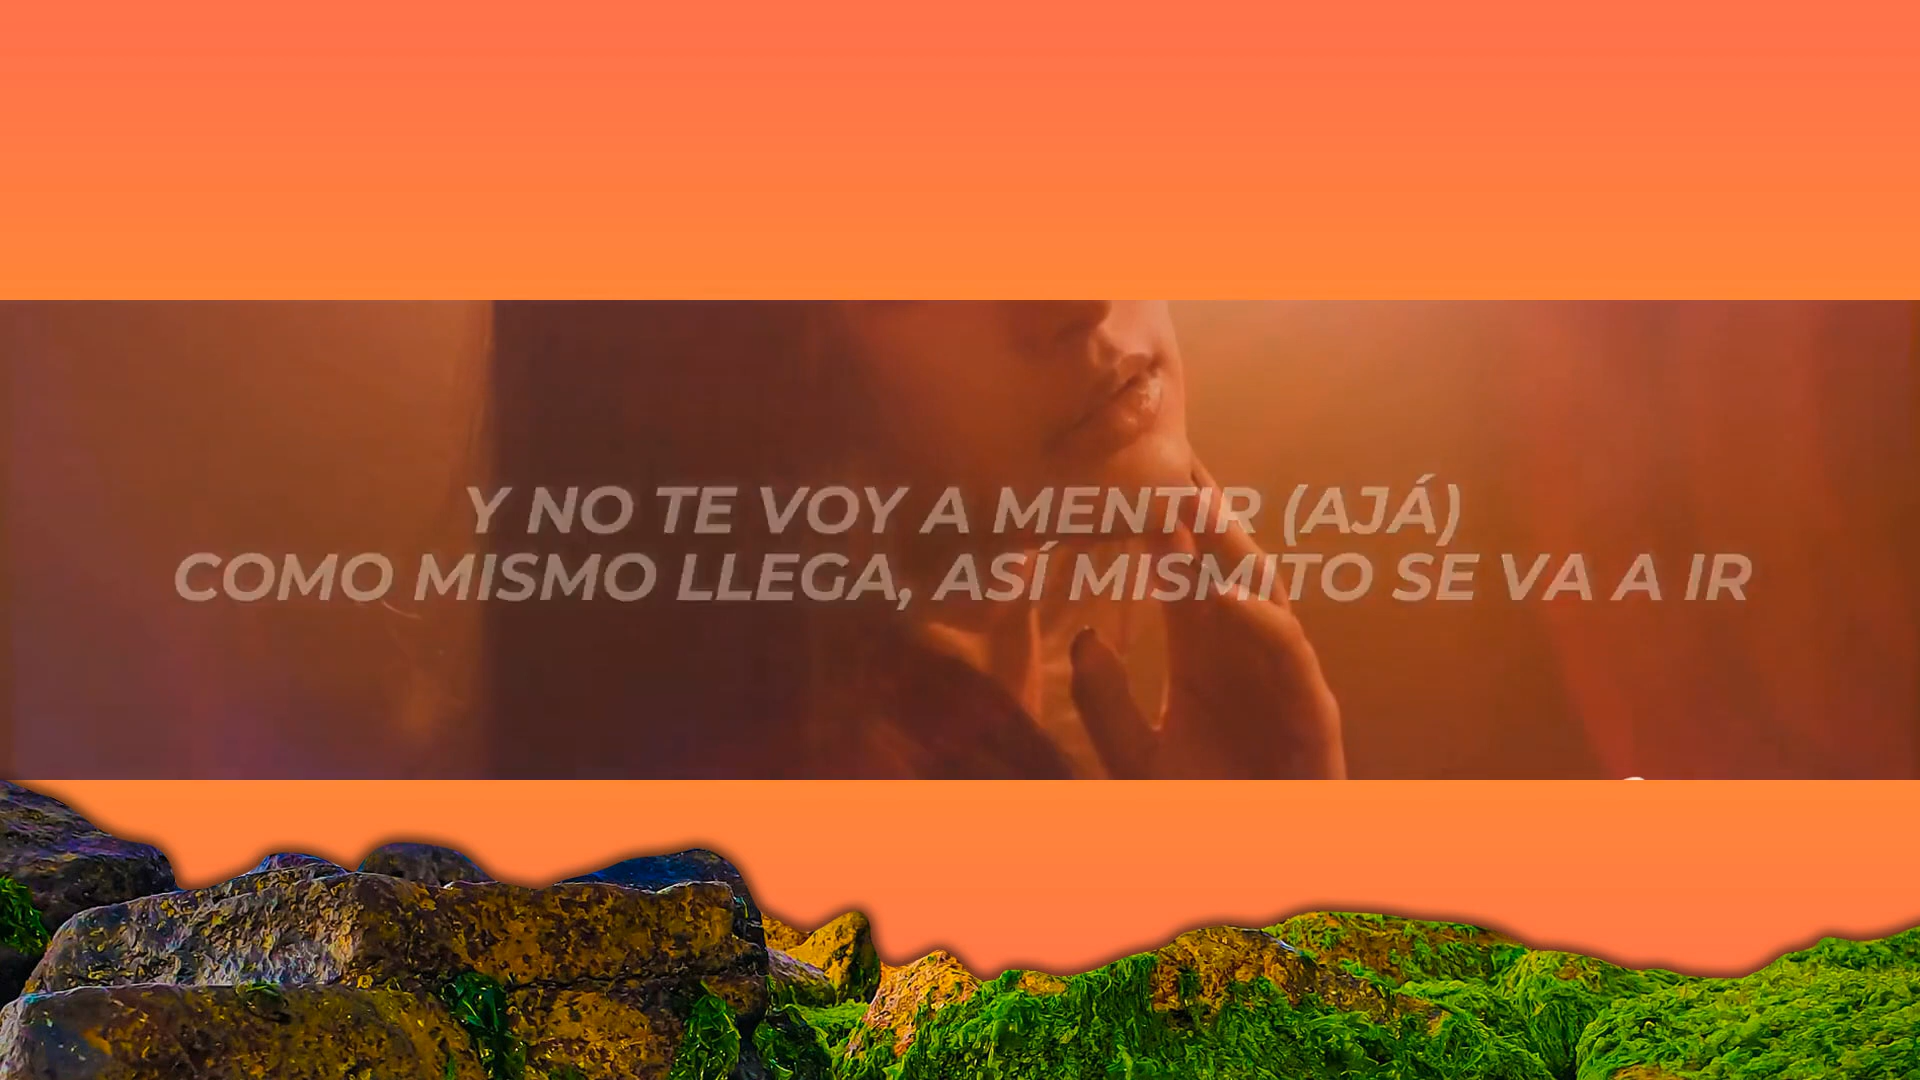 Y NO TE VOY A MENTIR (AJÁ)
COMO MISMO LLEGA, ASÍ MISMITO SE VA A IR